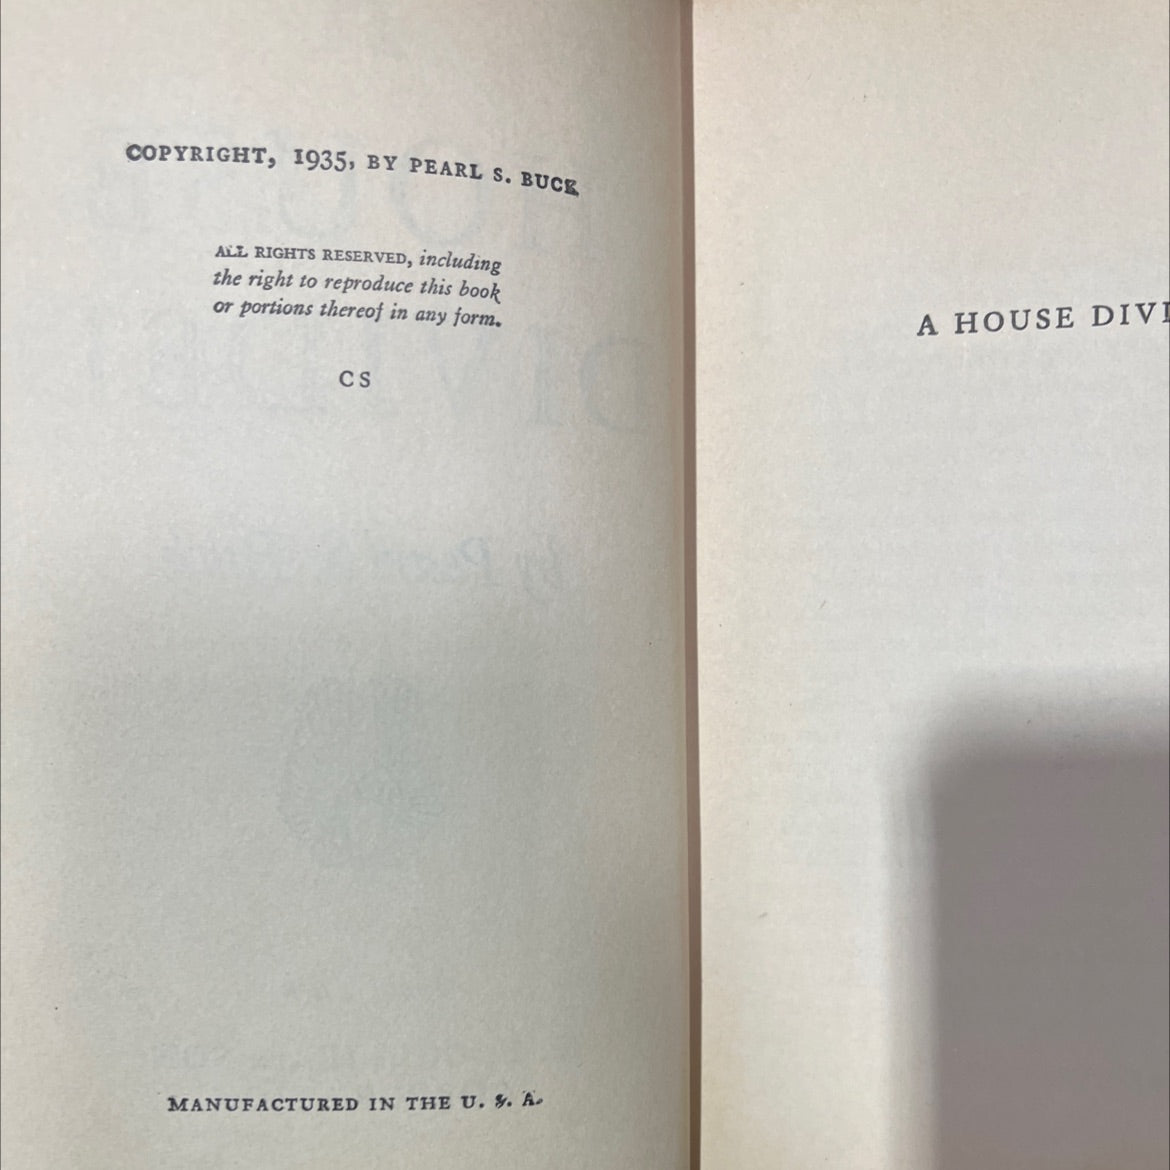 COPYRIGHT, 1935, BY PEARL S. BUCK
ALL RIGHTS RESERVED, including
the right to reproduce this book
or portions thereof in any form.
CS
MANUFACTURED IN THE U. S. A.
A HOUSE DIVI